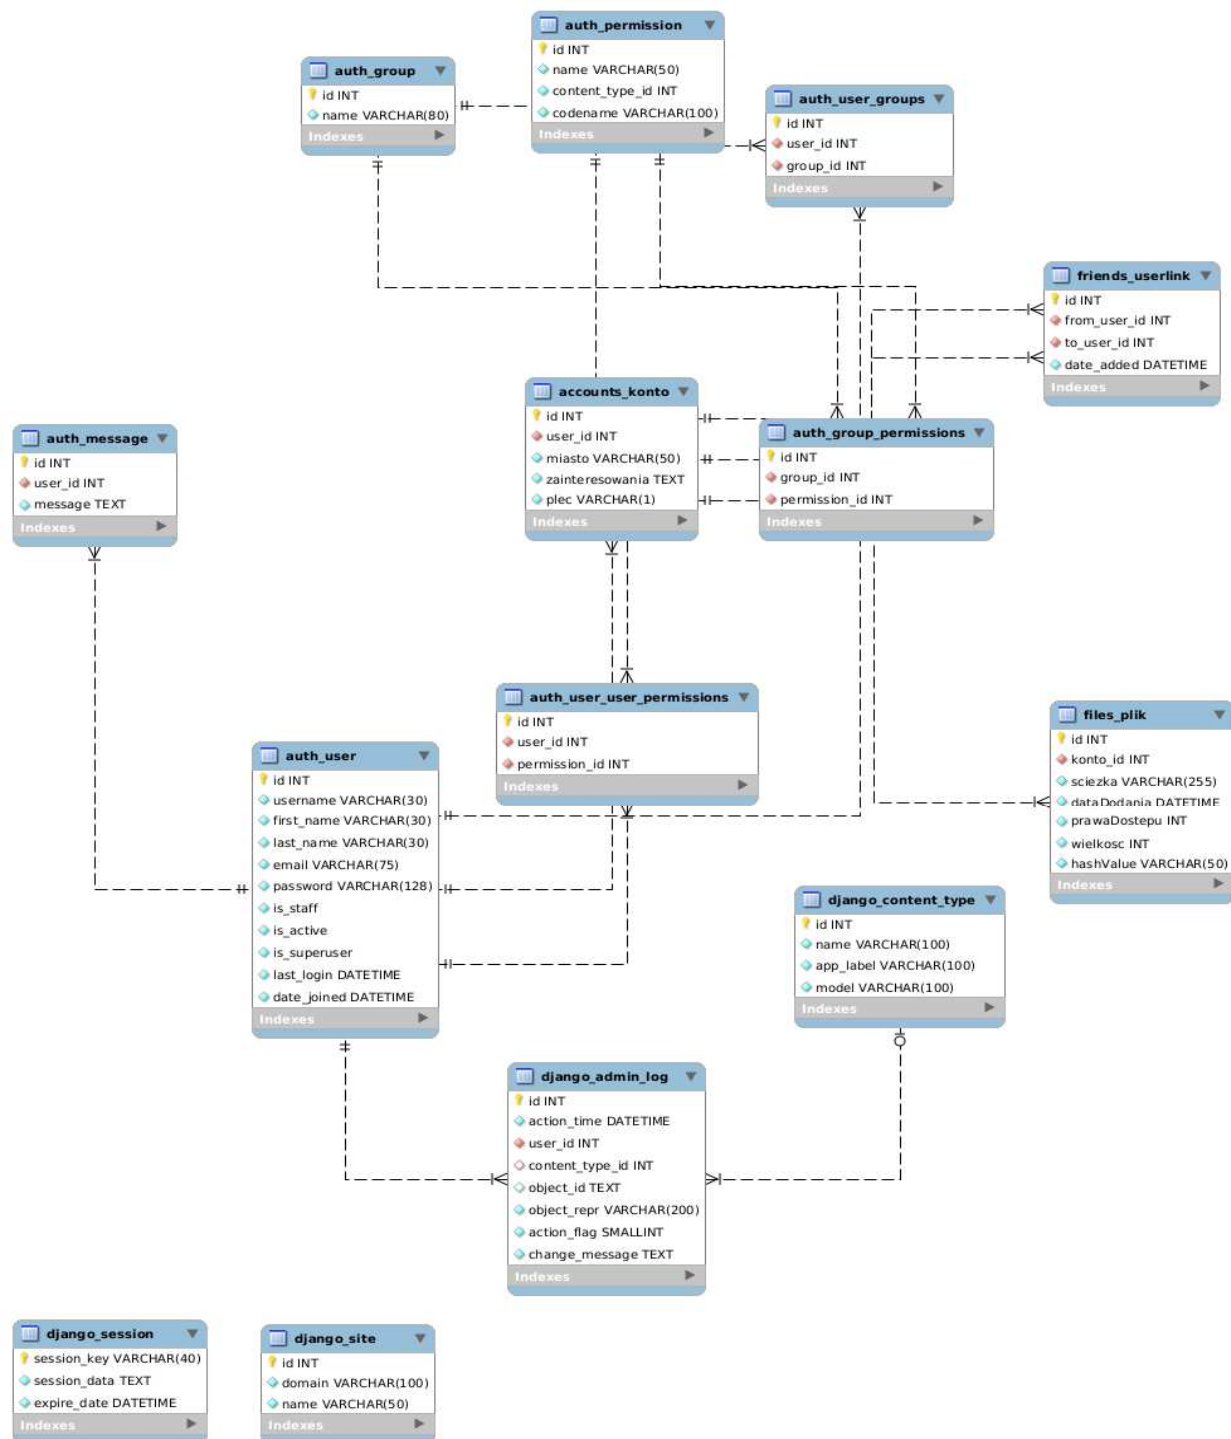 auth_permission
id INT
name VARCHAR(50)
content_type_id INT
codename VARCHAR(100)
Indexes
auth_group
id INT
name VARCHAR(80)
Indexes
auth_user_groups
id INT
user_id INT
group_id INT
Indexes
friends_userlink
id INT
from_user_id INT
to_user_id INT
date_added DATETIME
Indexes
accounts_konto
id INT
user_id INT
miasto VARCHAR(50)
zainteresowania TEXT
plec VARCHAR(1)
Indexes
auth_group_permissions
id INT
group_id INT
permission_id INT
Indexes
auth_message
id INT
user_id INT
message TEXT
Indexes
auth_user_user_permissions
id INT
user_id INT
permission_id INT
Indexes
files_plik
id INT
konto_id INT
sciezka VARCHAR(255)
dataDodania DATETIME
prawaDostepu INT
wielkosc INT
hashValue VARCHAR(50)
Indexes
auth_user
id INT
username VARCHAR(30)
first_name VARCHAR(30)
last_name VARCHAR(30)
email VARCHAR(75)
password VARCHAR(128)
is_staff
is_active
is_superuser
last_login DATETIME
date_joined DATETIME
Indexes
django_content_type
id INT
name VARCHAR(100)
app_label VARCHAR(100)
model VARCHAR(100)
Indexes
django_admin_log
id INT
action_time DATETIME
user_id INT
content_type_id INT
object_id TEXT
object_repr VARCHAR(200)
action_flag SMALLINT
change_message TEXT
Indexes
django_session
session_key VARCHAR(40)
session_data TEXT
expire_date DATETIME
Indexes
django_site
id INT
domain VARCHAR(100)
name VARCHAR(50)
Indexes